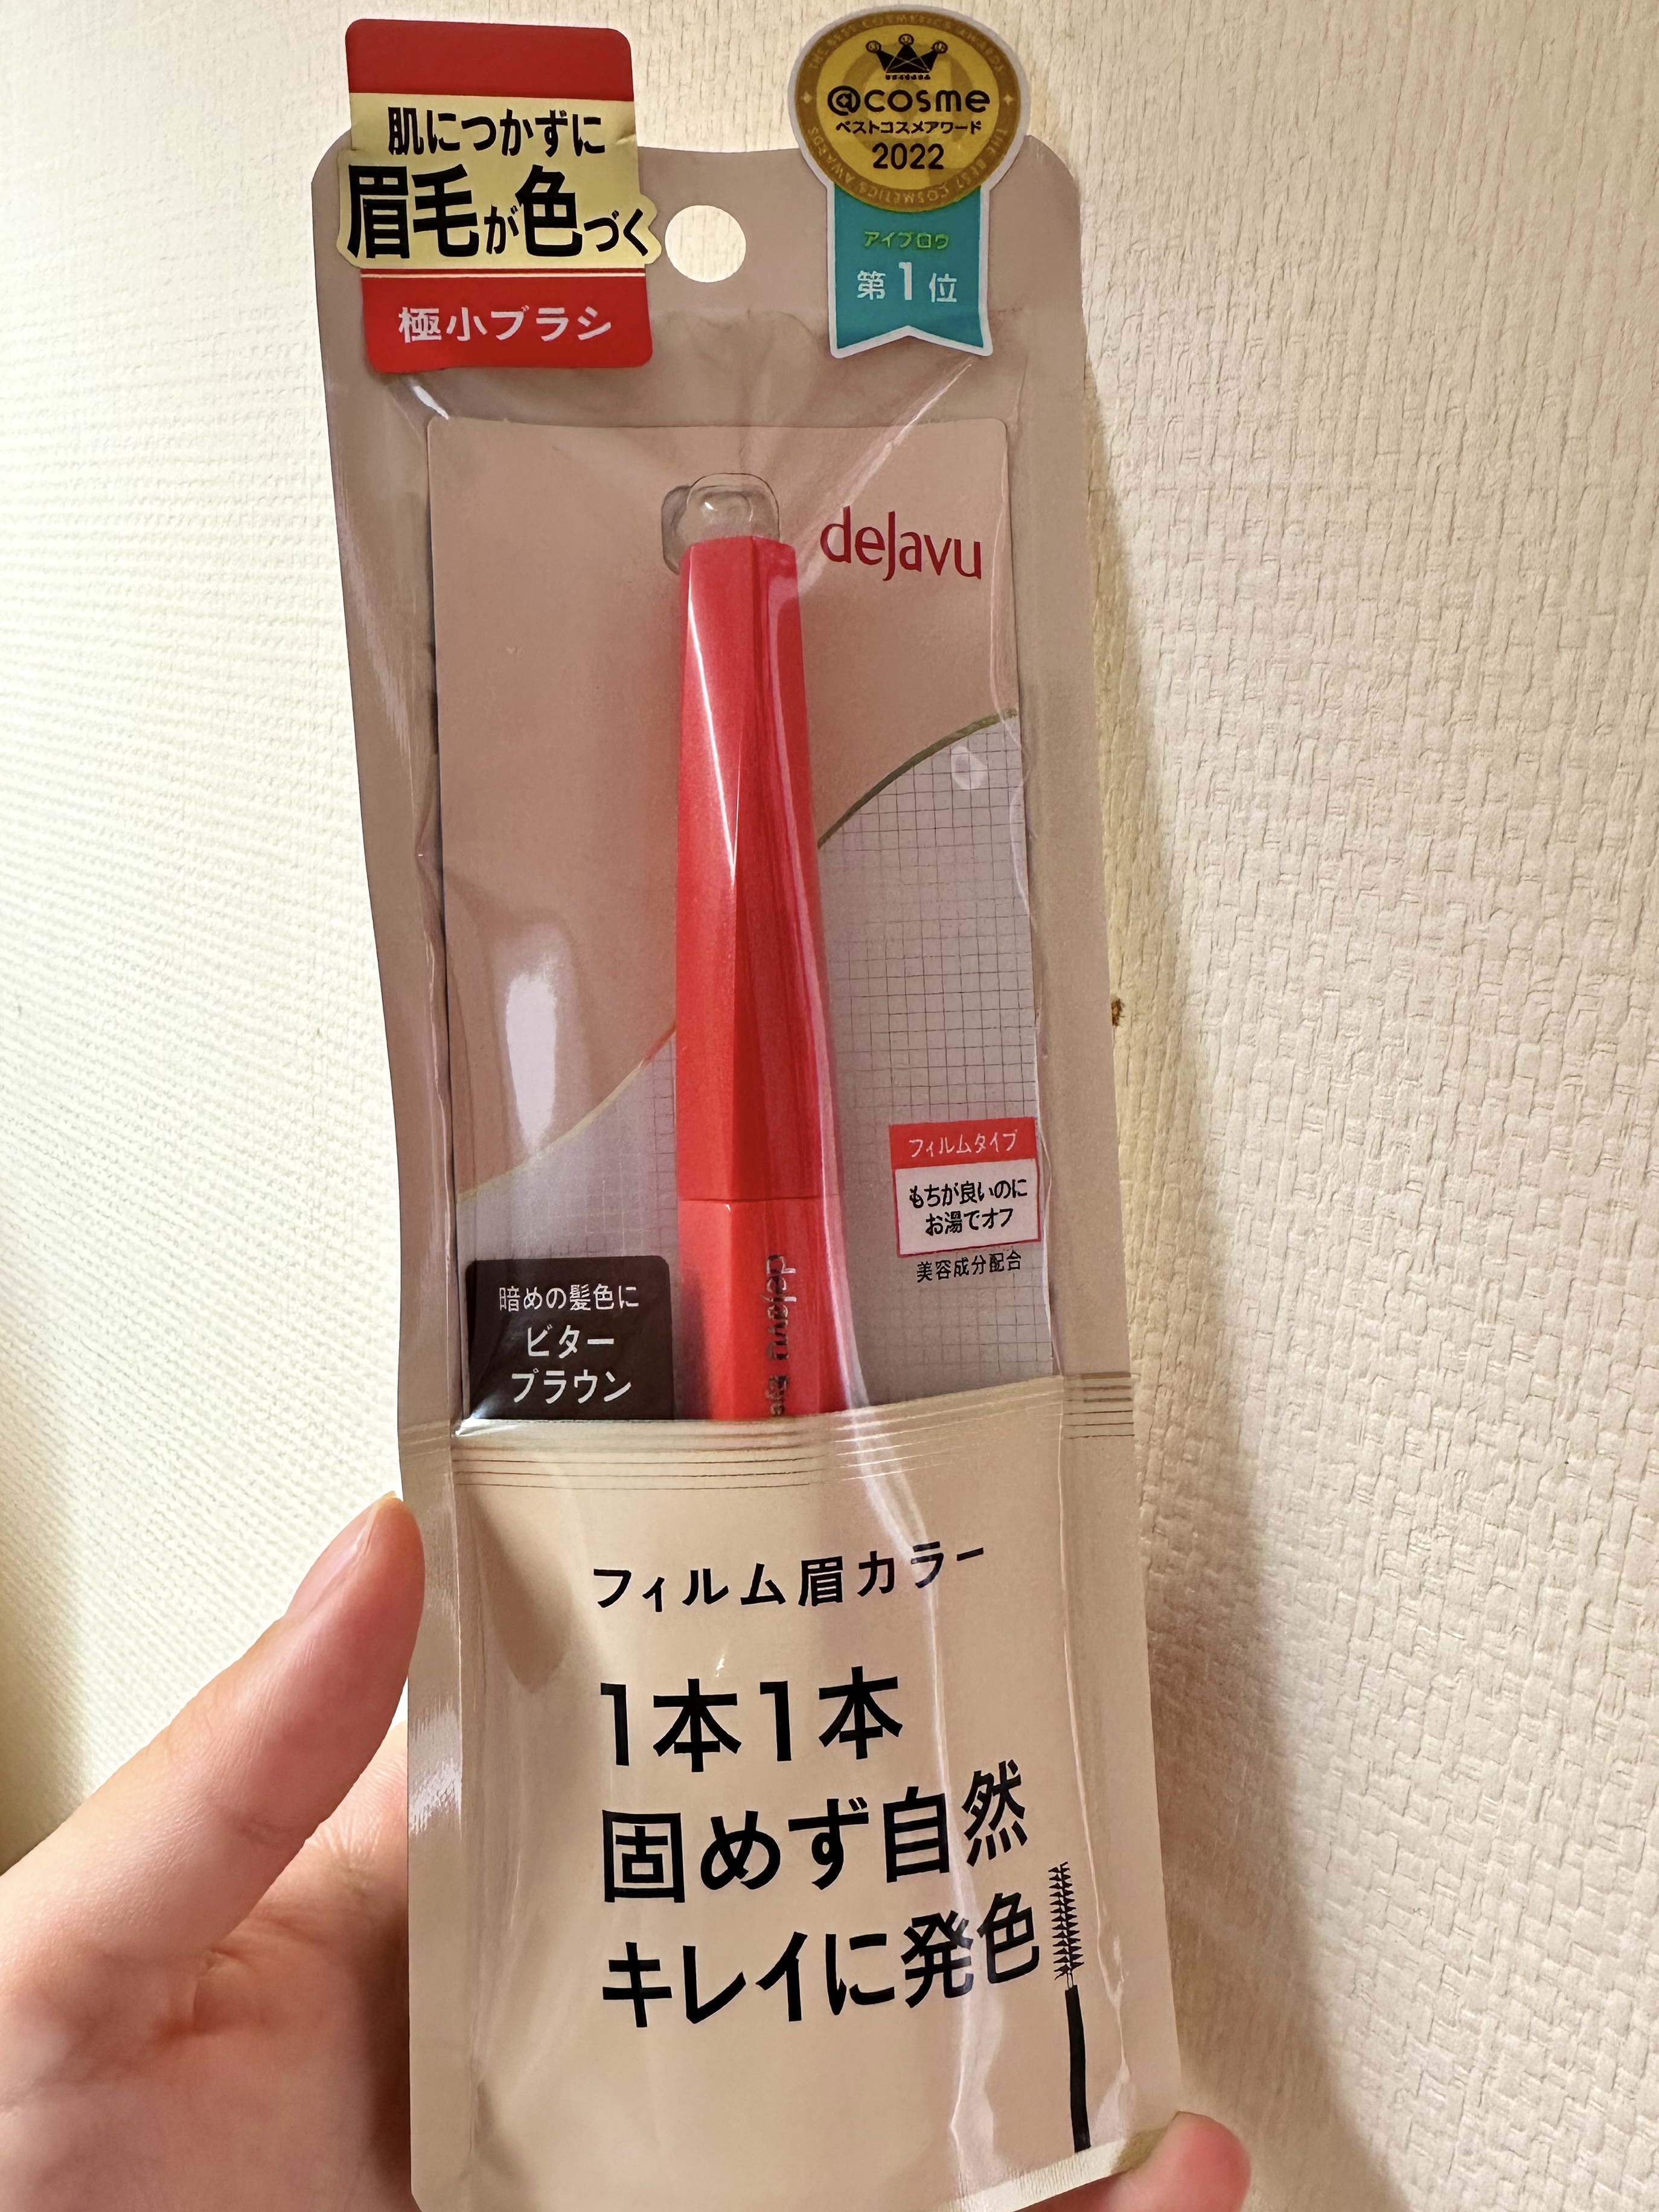 肌につかずに
眉毛が色づく
極小ブラシ
@cosme
ベストコスメアワード
2022
アイブロウ
第1位
dejavu
フィルムタイプ
もちが良いのに
お湯でオフ
美容成分配合
暗めの髪色に
ビター
ブラウン
dejavu
フィルム眉カラー
1本1本
固めず自然
キレイに発色